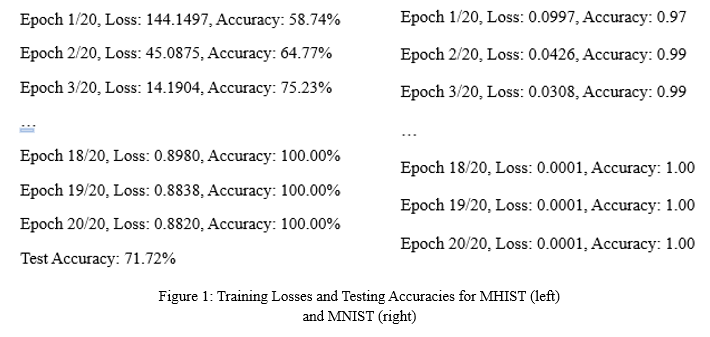 Epoch 1/20, Loss: 144.1497, Accuracy: 58.74%
Epoch 2/20, Loss: 45.0875, Accuracy: 64.77%
Epoch 3/20, Loss: 14.1904, Accuracy: 75.23%
...
Epoch 18/20, Loss: 0.8980, Accuracy: 100.00%
Epoch 19/20, Loss: 0.8838, Accuracy: 100.00%
Epoch 20/20, Loss: 0.8820, Accuracy: 100.00%
Test Accuracy: 71.72%
Epoch 1/20, Loss: 0.0997, Accuracy: 0.97
Epoch 2/20, Loss: 0.0426, Accuracy: 0.99
Epoch 3/20, Loss: 0.0308, Accuracy: 0.99
...
Epoch 18/20, Loss: 0.0001, Accuracy: 1.00
Epoch 19/20, Loss: 0.0001, Accuracy: 1.00
Epoch 20/20, Loss: 0.0001, Accuracy: 1.00
Figure 1: Training Losses and Testing Accuracies for MHIST (left)
and MNIST (right)